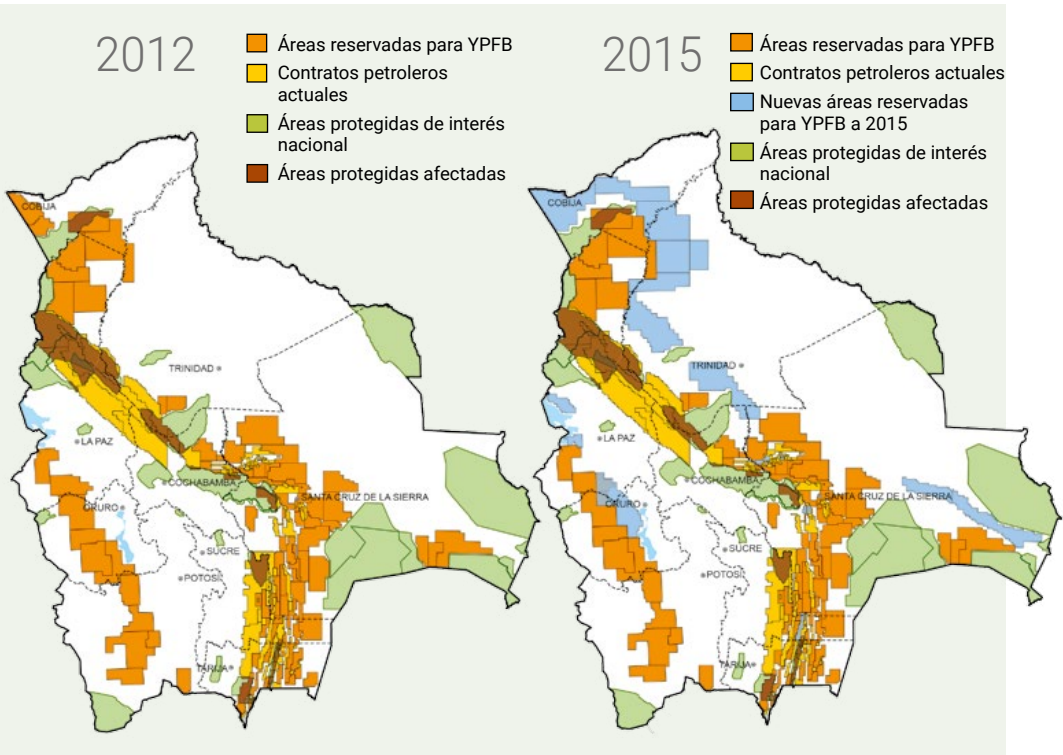 2012
Áreas reservadas para YPFB
Contratos petroleros
actuales
Áreas protegidas de interés
nacional
Áreas protegidas afectadas
COBIJA
TRINIDAD
LA PAZ
COCHABAMBA
SANTA CRUZ DE LA SIERRA
ORURO
SUCRE
POTOSÍ
TARIJA
2015
Áreas reservadas para YPFB
Contratos petroleros actuales
Nuevas áreas reservadas
para YPFB a 2015
Áreas protegidas de interés
nacional
Áreas protegidas afectadas
COBIJA
TRINIDAD
LA PAZ
COCHABAMBA
SANTA CRUZ DE LA SIERRA
ORURO
SUCRE
POTOSÍ
TARIJA